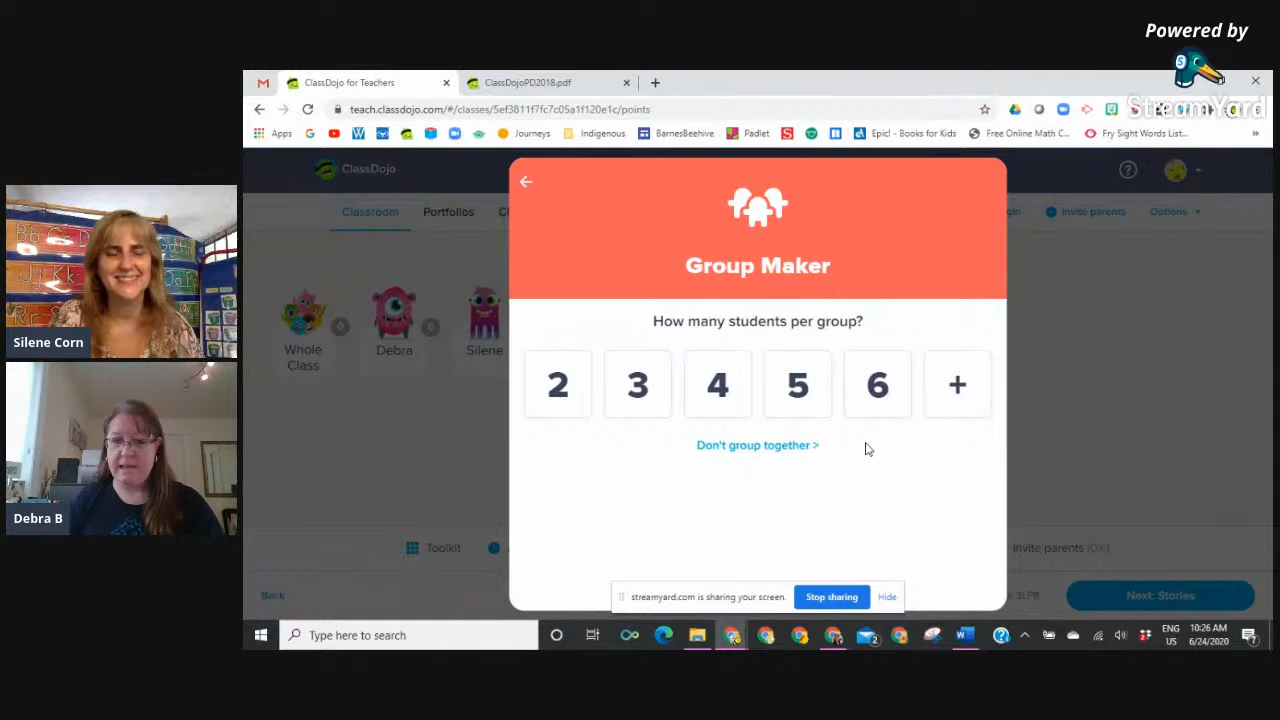 Powered by
StreamYard
ClassDojo for Teachers
ClassDojoPD2018.pdf
teach.classdojo.com/#/classes/5ef3811f7fc7c05a1f120e1c/points
Apps
Journeys
Indigenous
BarnesBeehive
Padlet
Epic! - Books for Kids
Free Online Math C...
Fry Sight Words List...
ClassDojo
Classroom
Portfolios
Invite parents
Options
Group Maker
How many students per group?
2 3 4 5 6 +
Don't group together >
Whole
Class
Debra
Silene
Silene Corn
Debra B
Toolkit
Invite parents
Back
Next: Stories
streamyard.com is sharing your screen.
Stop sharing
Hide
Type here to search
ENG
US
10:26 AM
6/24/2020